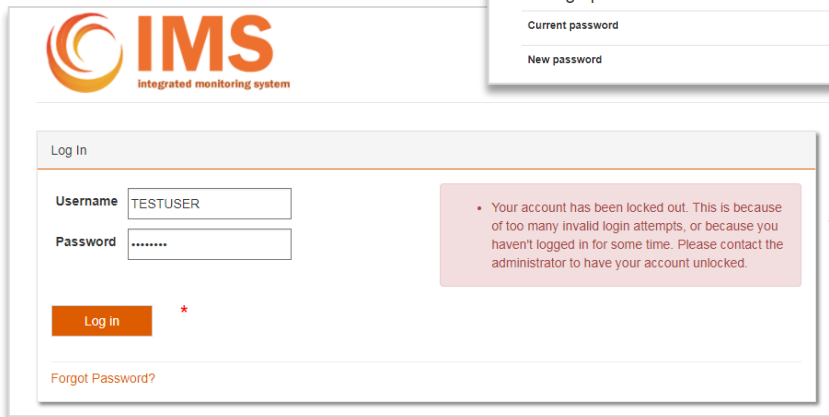 Current password
New password
IMS
integrated monitoring system
Log In
Username TESTUSER
Password ........
• Your account has been locked out. This is because
of too many invalid login attempts, or because you
haven't logged in for some time. Please contact the
administrator to have your account unlocked.
Log in *
Forgot Password?